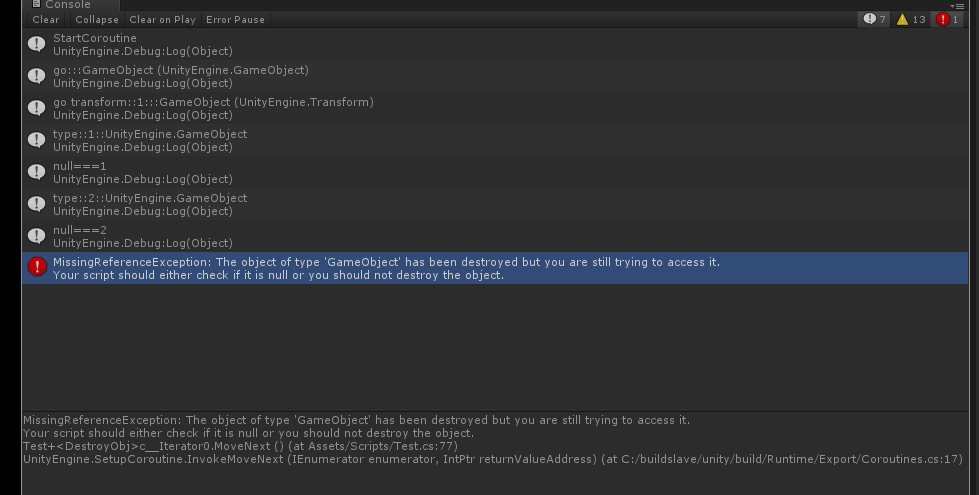 Console
Clear Collapse Clear on Play Error Pause 7 13 1
StartCoroutine
UnityEngine.Debug:Log(Object)
go:::GameObject (UnityEngine.GameObject)
UnityEngine.Debug:Log(Object)
go transform::1:::GameObject (UnityEngine.Transform)
UnityEngine.Debug:Log(Object)
type::1::UnityEngine.GameObject
UnityEngine.Debug:Log(Object)
null===1
UnityEngine.Debug:Log(Object)
type::2::UnityEngine.GameObject
UnityEngine.Debug:Log(Object)
null===2
UnityEngine.Debug:Log(Object)
MissingReferenceException: The object of type 'GameObject' has been destroyed but you are still trying to access it.
Your script should either check if it is null or you should not destroy the object.
MissingReferenceException: The object of type 'GameObject' has been destroyed but you are still trying to access it.
Your script should either check if it is null or you should not destroy the object.
Test+<DestroyObj>c__Iterator0.MoveNext () (at Assets/Scripts/Test.cs:77)
UnityEngine.SetupCoroutine.InvokeMoveNext (IEnumerator enumerator, IntPtr returnValueAddress) (at C:/buildslave/unity/build/Runtime/Export/Coroutines.cs:17)